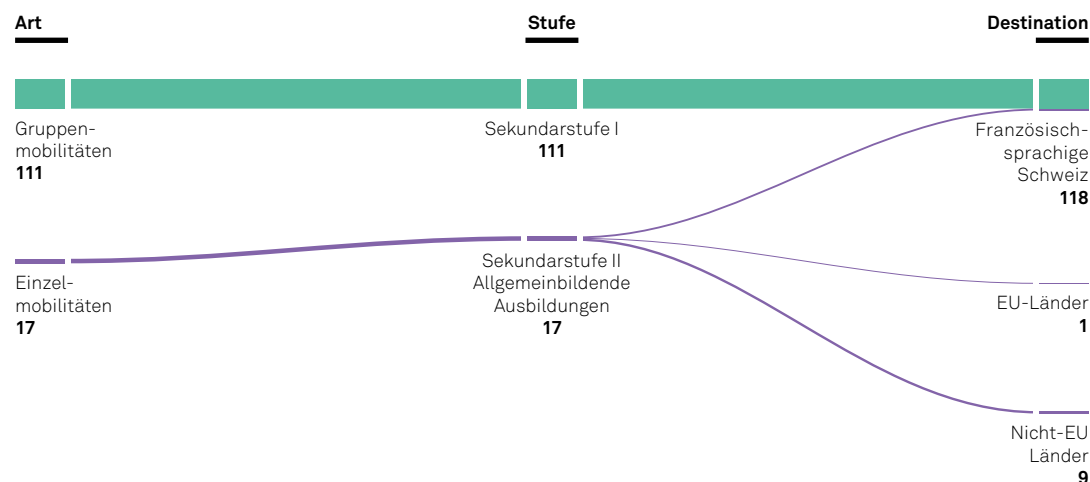 Art
Stufe
Destination
Gruppen-
mobilitäten
111
Sekundarstufe I
111
Französisch-
sprachige
Schweiz
118
Einzel-
mobilitäten
17
Sekundarstufe II
Allgemeinbildende
Ausbildungen
17
EU-Länder
1
Nicht-EU
Länder
9